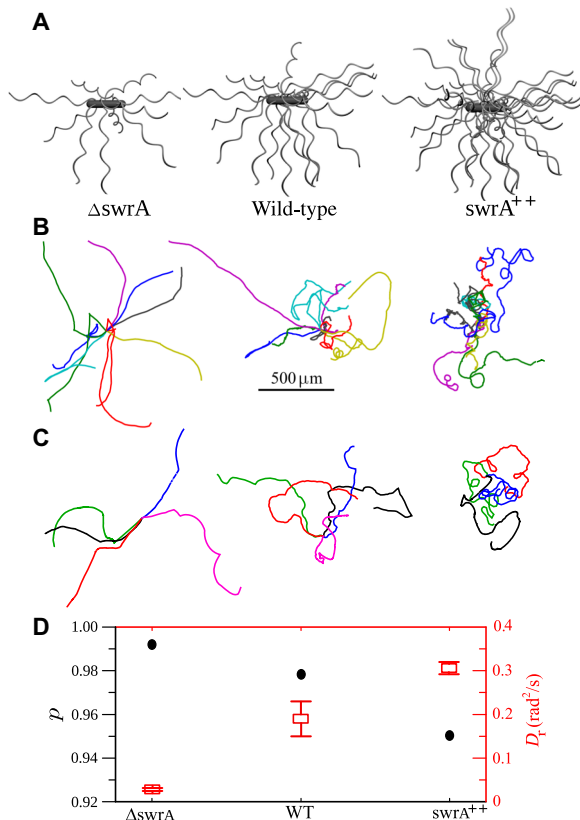 A
ΔswrA Wild-type swrA++
B
500 μm
C
D
1.00 0.4
0.98 0.3
p 0.96 0.2 Dr (rad²/s)
0.94 0.1
0.92 0
ΔswrA WT swrA++